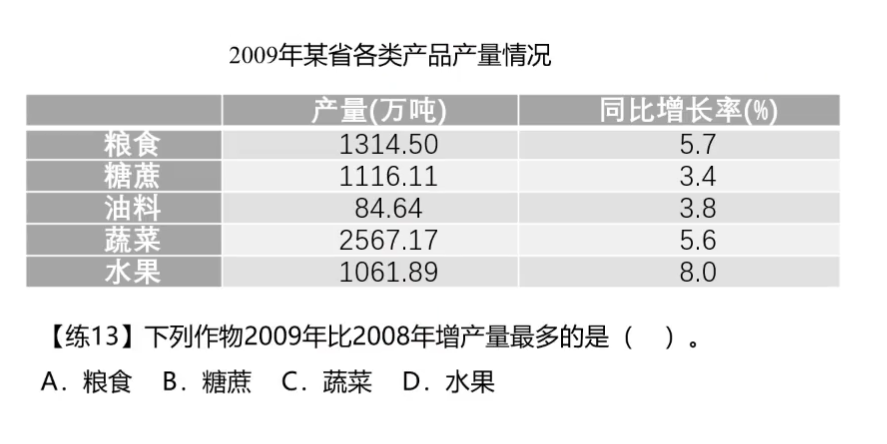 2009年某省各类产品产量情况
产量(万吨) 同比增长率(%)
粮食 1314.50 5.7
糖蔗 1116.11 3.4
油料 84.64 3.8
蔬菜 2567.17 5.6
水果 1061.89 8.0
【练13】下列作物2009年比2008年增产量最多的是（ ）。
A．粮食 B．糖蔗 C．蔬菜 D．水果